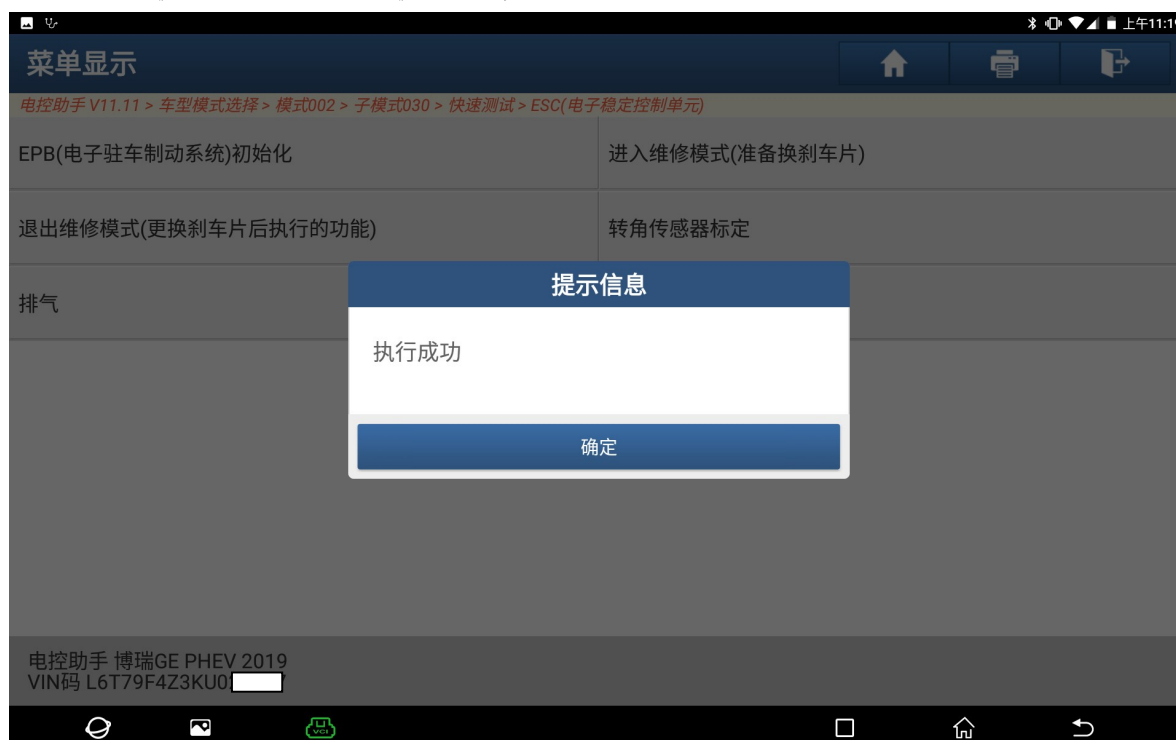 上午11:19
菜单显示
电控助手 V11.11 > 车型模式选择 > 模式002 > 子模式030 > 快速测试 > ESC(电子稳定控制单元)
EPB(电子驻车制动系统)初始化
进入维修模式(准备换刹车片)
退出维修模式(更换刹车片后执行的功能)
转角传感器标定
排气
提示信息
执行成功
确定
电控助手 博瑞GE PHEV 2019
VIN码 L6T79F4Z3KU0
VCI